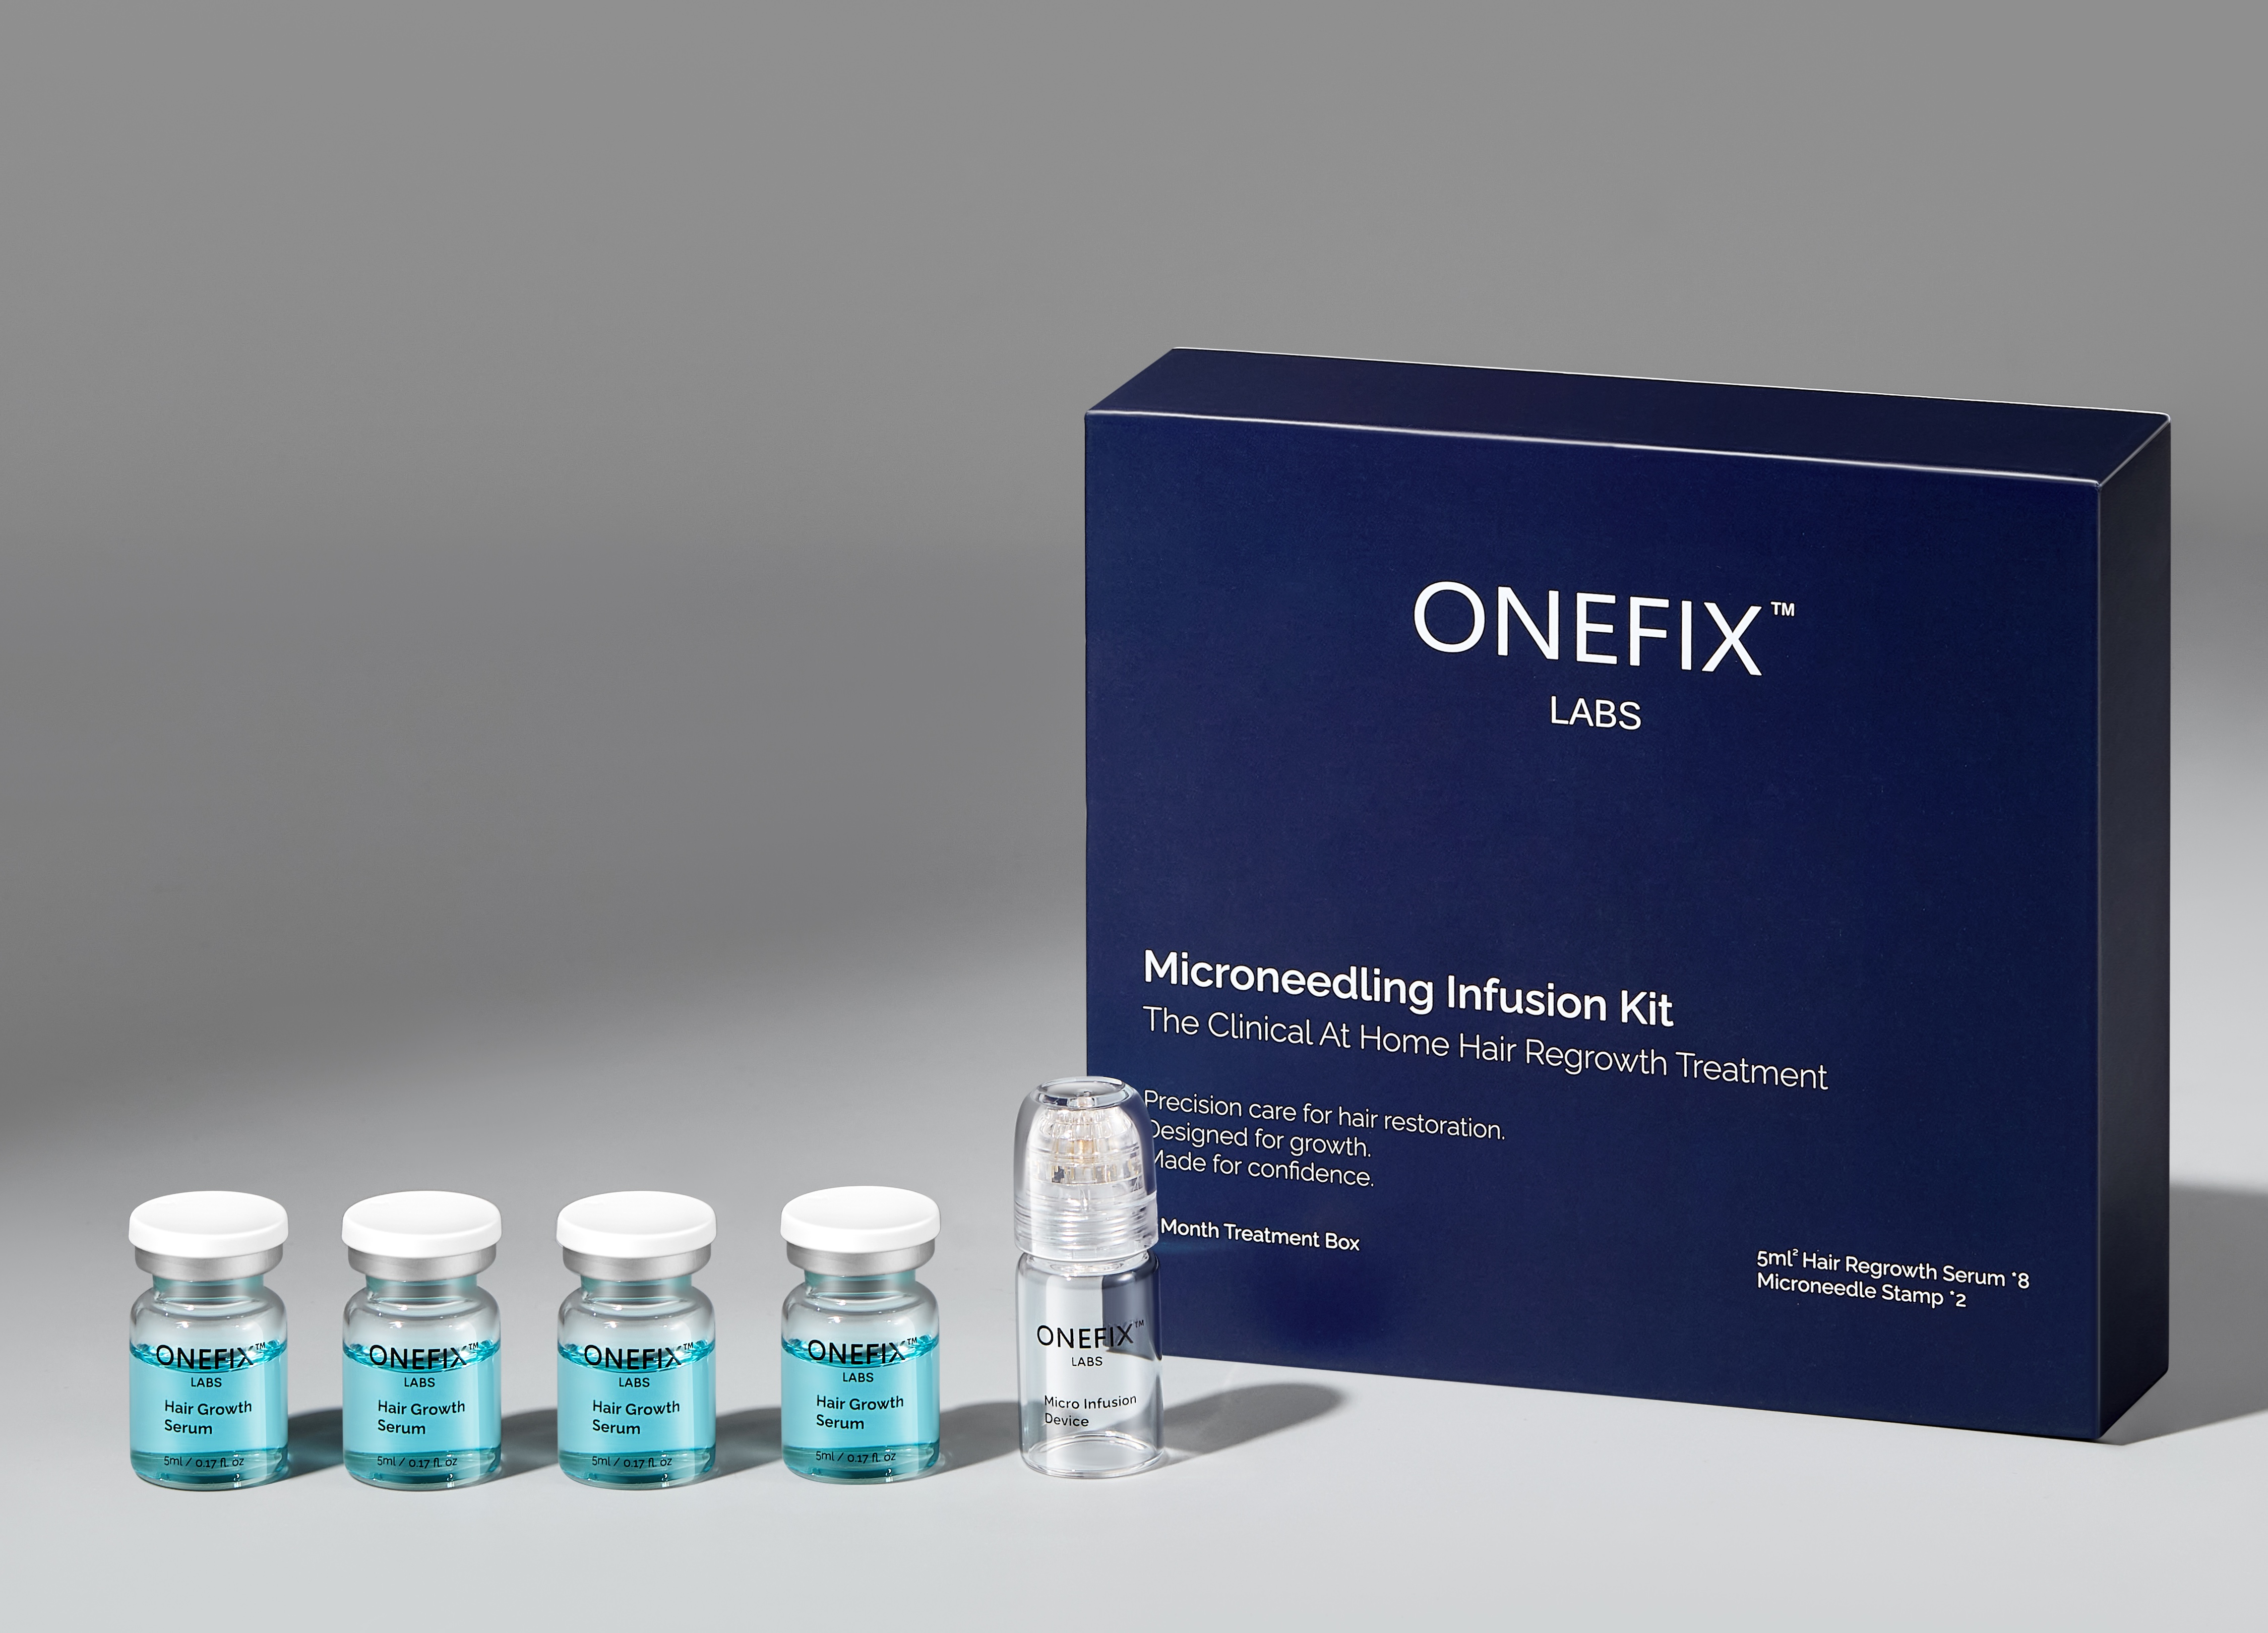 ONEFIX™
LABS
Microneedling Infusion Kit
The Clinical At Home Hair Regrowth Treatment
Precision care for hair restoration.
Designed for growth.
Made for confidence.
Month Treatment Box
5ml² Hair Regrowth Serum *8
Microneedle Stamp *2
ONEFIX™
LABS
Hair Growth
Serum
5ml / 0.17 fl. oz
ONEFIX™
LABS
Hair Growth
Serum
5ml / 0.17 fl. oz
ONEFIX™
LABS
Hair Growth
Serum
5ml / 0.17 fl. oz
ONEFIX™
LABS
Hair Growth
Serum
5ml / 0.17 fl. oz
ONEFIX™
LABS
Micro Infusion
Device